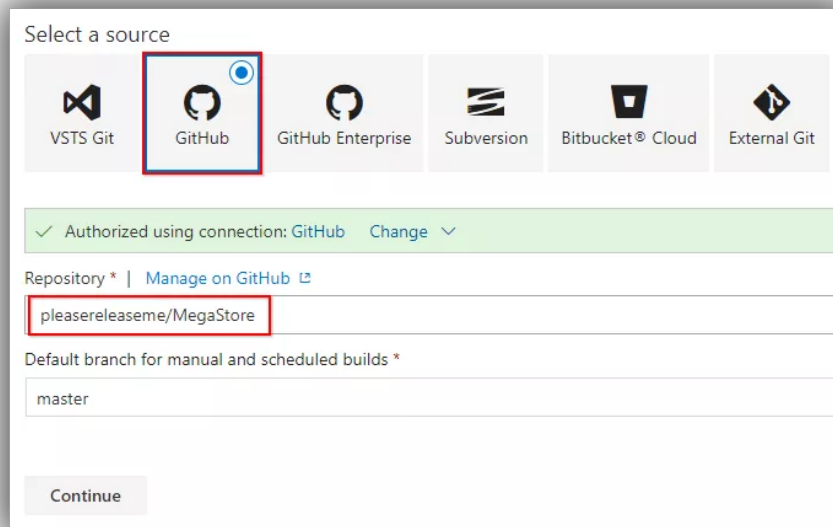 Select a source
VSTS Git
GitHub
GitHub Enterprise
Subversion
Bitbucket® Cloud
External Git
Authorized using connection: GitHub Change
Repository * | Manage on GitHub
pleasereleaseme/MegaStore
Default branch for manual and scheduled builds *
master
Continue